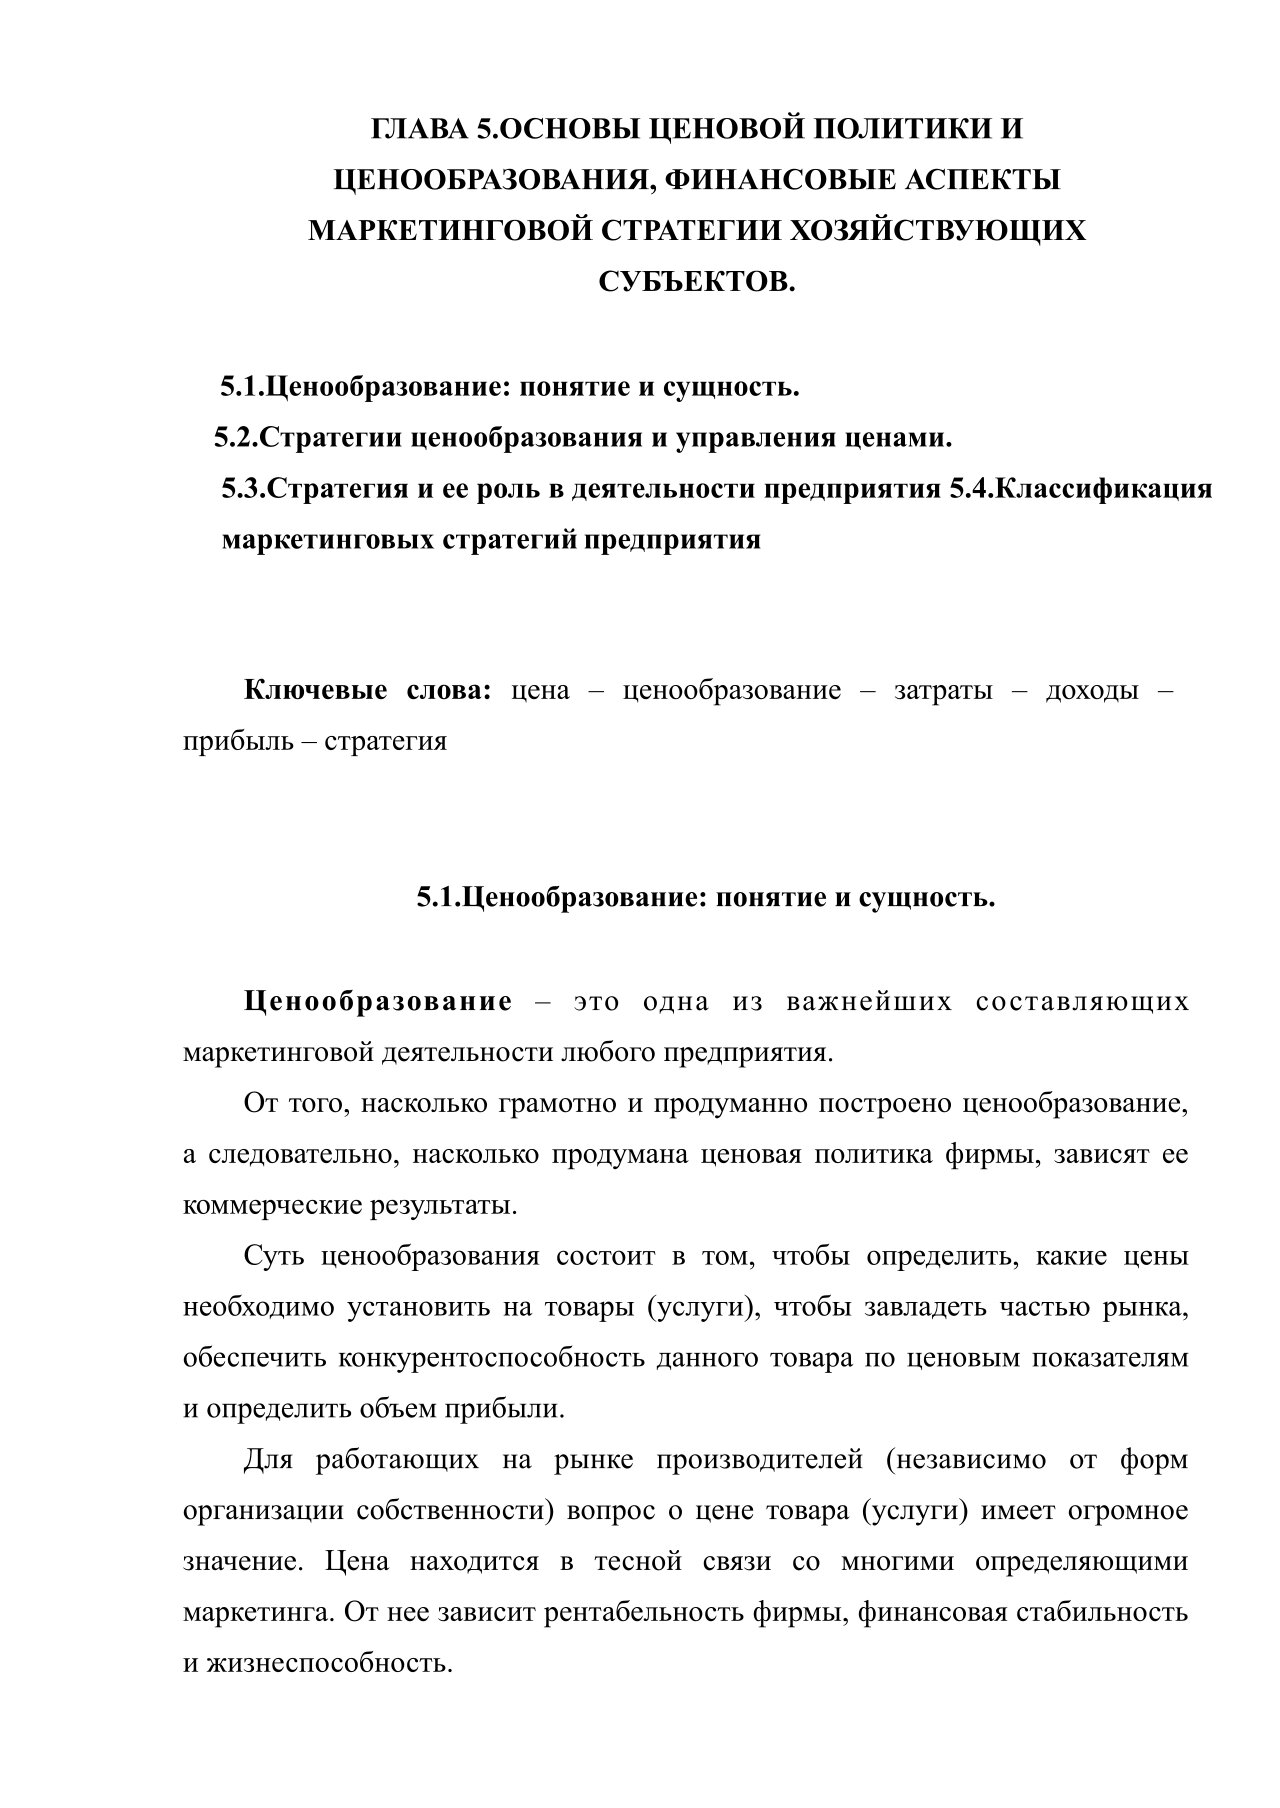 ГЛАВА 5.ОСНОВЫ ЦЕНОВОЙ ПОЛИТИКИ И
ЦЕНООБРАЗОВАНИЯ, ФИНАНСОВЫЕ АСПЕКТЫ
МАРКЕТИНГОВОЙ СТРАТЕГИИ ХОЗЯЙСТВУЮЩИХ
СУБЪЕКТОВ.
5.1.Ценообразование: понятие и сущность.
5.2.Стратегии ценообразования и управления ценами.
5.3.Стратегия и ее роль в деятельности предприятия 5.4.Классификация
маркетинговых стратегий предприятия
Ключевые слова: цена – ценообразование – затраты – доходы –
прибыль – стратегия
5.1.Ценообразование: понятие и сущность.
Ценообразование – это одна из важнейших составляющих
маркетинговой деятельности любого предприятия.
От того, насколько грамотно и продуманно построено ценообразование,
а следовательно, насколько продумана ценовая политика фирмы, зависят ее
коммерческие результаты.
Суть ценообразования состоит в том, чтобы определить, какие цены
необходимо установить на товары (услуги), чтобы завладеть частью рынка,
обеспечить конкурентоспособность данного товара по ценовым показателям
и определить объем прибыли.
Для работающих на рынке производителей (независимо от форм
организации собственности) вопрос о цене товара (услуги) имеет огромное
значение. Цена находится в тесной связи со многими определяющими
маркетинга. От нее зависит рентабельность фирмы, финансовая стабильность
и жизнеспособность.